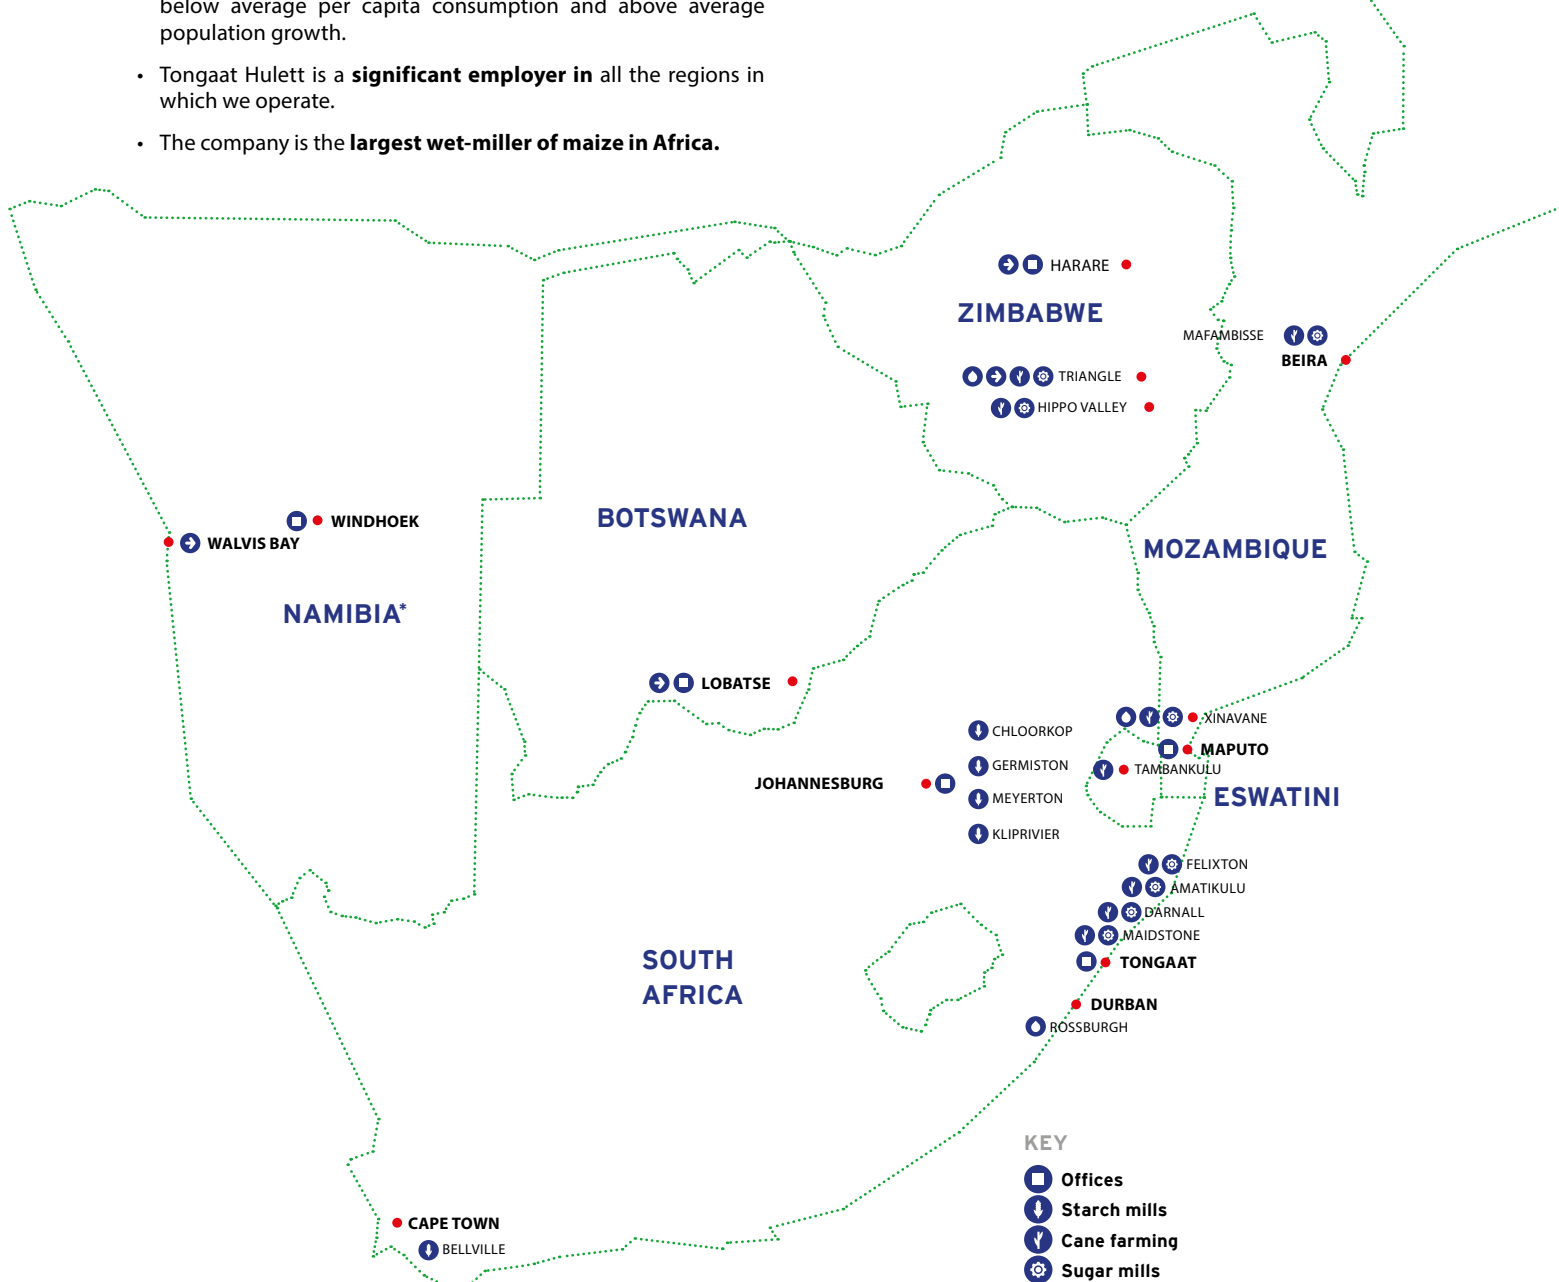 below average per capita consumption and above average
population growth.
• Tongaat Hulett is a significant employer in all the regions in
which we operate.
• The company is the largest wet-miller of maize in Africa.
HARARE
ZIMBABWE
MAFAMBISSE
BEIRA
TRIANGLE
HIPPO VALLEY
WINDHOEK
WALVIS BAY
BOTSWANA
MOZAMBIQUE
NAMIBIA*
LOBATSE
XINAVANE
CHLOORKOP
MAPUTO
GERMISTON
TAMBANKULU
JOHANNESBURG
MEYERTON
ESWATINI
KLIPRIVIER
FELIXTON
AMATIKULU
DARNALL
MAIDSTONE
SOUTH
AFRICA
TONGAAT
DURBAN
ROSSBURGH
KEY
Offices
Starch mills
Cane farming
Sugar mills
CAPE TOWN
BELLVILLE